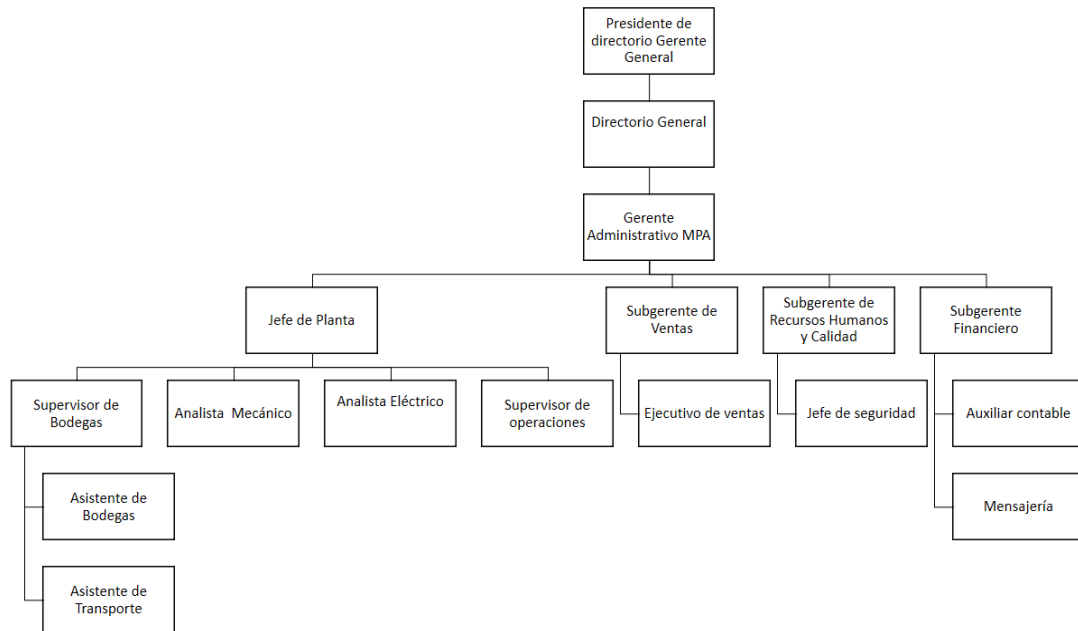 Presidente de
directorio Gerente
General
Directorio General
Gerente
Administrativo MPA
Jefe de Planta
Subgerente de
Ventas
Subgerente de
Recursos Humanos
y Calidad
Subgerente
Financiero
Supervisor de
Bodegas
Analista Mecánico
Analista Eléctrico
Supervisor de
operaciones
Ejecutivo de ventas
Jefe de seguridad
Auxiliar contable
Asistente de
Bodegas
Mensajería
Asistente de
Transporte